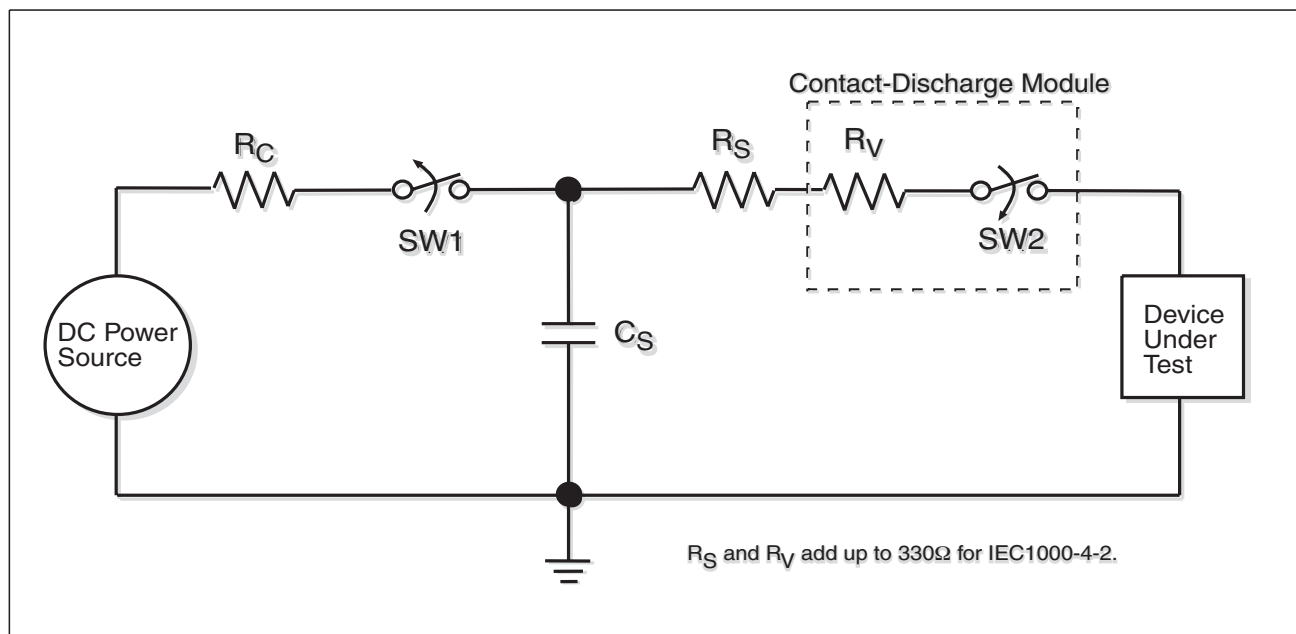 Contact-Discharge Module
RC
RS
RV
SW1
SW2
DC Power
Source
CS
Device
Under
Test
RS and RV add up to 330Ω for IEC1000-4-2.